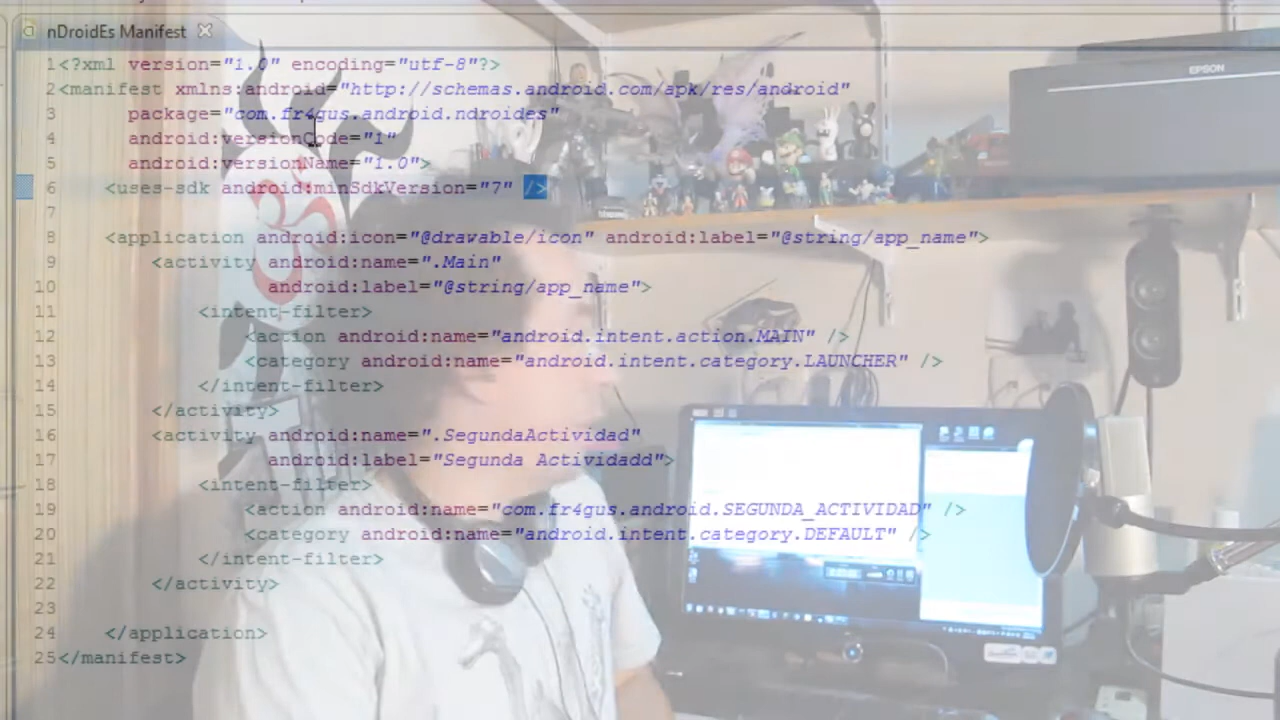 nDroidEs Manifest
1<?xml version="1.0" encoding="utf-8"?>
2<manifest xmlns:android="http://schemas.android.com/apk/res/android"
3 package="com.fr4gus.android.ndroides"
4 android:versionCode="1"
5 android:versionName="1.0">
6 <uses-sdk android:minSdkVersion="7" />
7
8 <application android:icon="@drawable/icon" android:label="@string/app_name">
9 <activity android:name=".Main"
10 android:label="@string/app_name">
11 <intent-filter>
12 <action android:name="android.intent.action.MAIN" />
13 <category android:name="android.intent.category.LAUNCHER" />
14 </intent-filter>
15 </activity>
16 <activity android:name=".SegundaActividad"
17 android:label="Segunda Actividadd">
18 <intent-filter>
19 <action android:name="com.fr4gus.android.SEGUNDA_ACTIVIDAD" />
20 <category android:name="android.intent.category.DEFAULT" />
21 </intent-filter>
22 </activity>
23
24 </application>
25</manifest>
EPSON